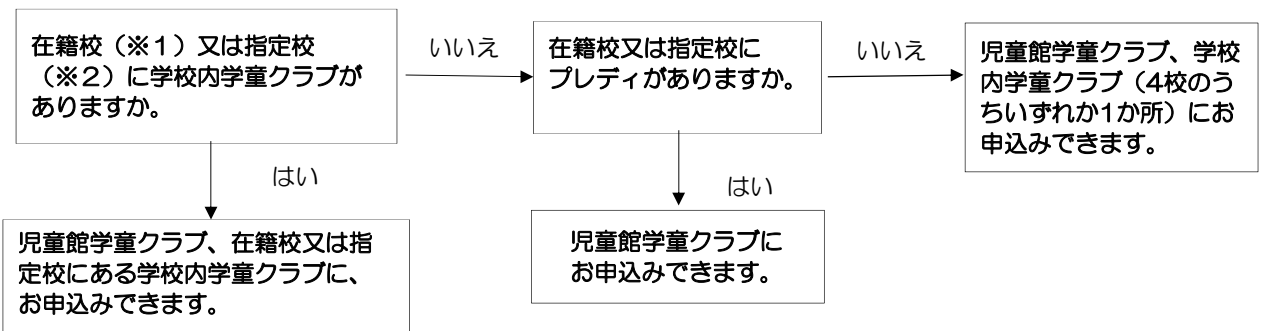 在籍校(※1)又は指定校
(※2)に学校内学童クラブが
ありますか。
いいえ
在籍校又は指定校に
プレディがありますか。
いいえ
児童館学童クラブ、学校
内学童クラブ(4校のう
ちいずれか1か所)にお
申込みできます。
はい
はい
児童館学童クラブ、在籍校又は指
定校にある学校内学童クラブに、
お申込みできます。
児童館学童クラブに
お申込みできます。